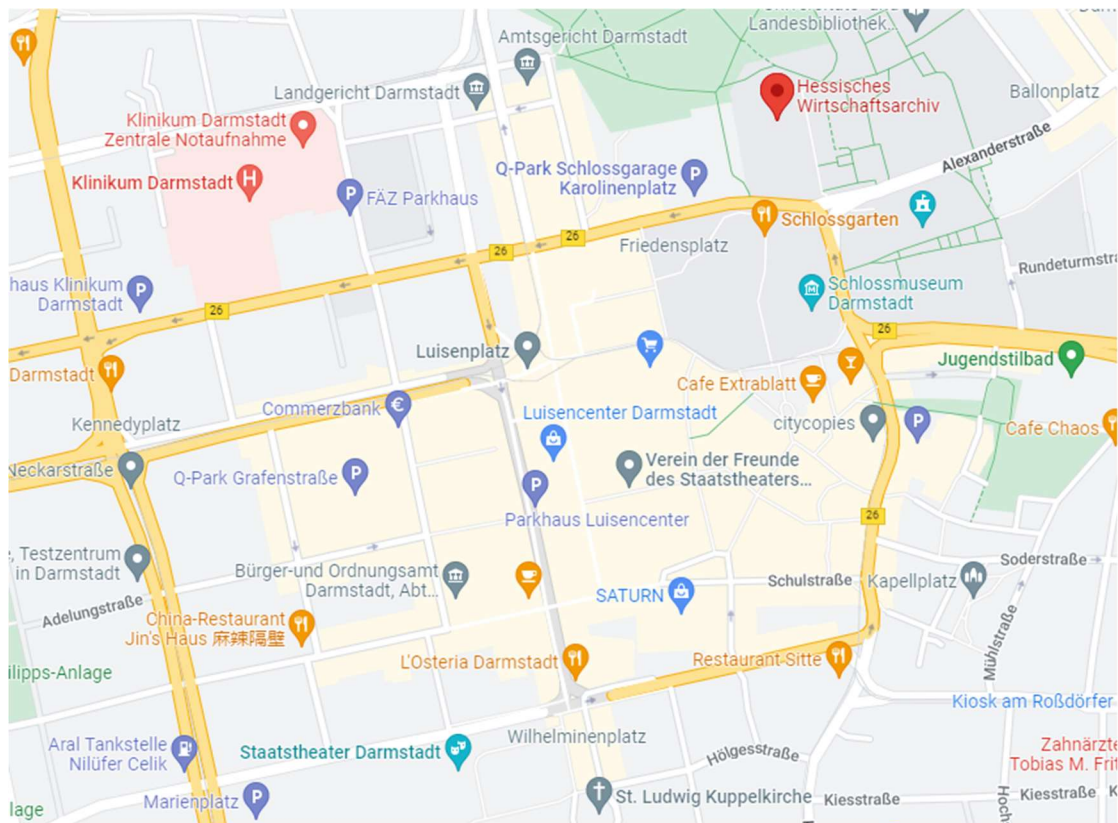 Landesbibliothek...
Amtsgericht Darmstadt
Hessisches
Wirtschaftsarchiv
Ballonplatz
Landgericht Darmstadt
Klinikum Darmstadt
Zentrale Notaufnahme
Alexanderstraße
Klinikum Darmstadt
H
Q-Park Schlossgarage
Karolinenplatz
P
P
FÄZ Parkhaus
Schlossgarten
26
26
Friedensplatz
Rundeturmstra
haus Klinikum
Darmstadt
P
Schlossmuseum
Darmstadt
M
26
26
Luisenplatz
Jugendstilbad
Darmstadt
Cafe Extrablatt
Commerzbank
€
Luisencenter Darmstadt
Kennedyplatz
citycopies
P
Cafe Chaos
Neckarstraße
Q-Park Grafenstraße
P
Verein der Freunde
des Staatstheaters...
P
Parkhaus Luisencenter
26
e, Testzentrum
in Darmstadt
Soderstraße
Bürger-und Ordnungsamt
Darmstadt, Abt...
Schulstraße
Kapellplatz
SATURN
Adelungstraße
China-Restaurant
Jin's Haus 麻辣隔壁
Mühlstraße
L'Osteria Darmstadt
Restaurant Sitte
ilipps-Anlage
Kiosk am Roßdörfer
Wilhelminenplatz
Aral Tankstelle
Nilüfer Celik
Staatstheater Darmstadt
Hölgesstraße
Zahnärzte
Tobias M. Frit
Marienplatz
P
St. Ludwig Kuppelkirche
Kiesstraße
Kiesstraße
Hoch
lage